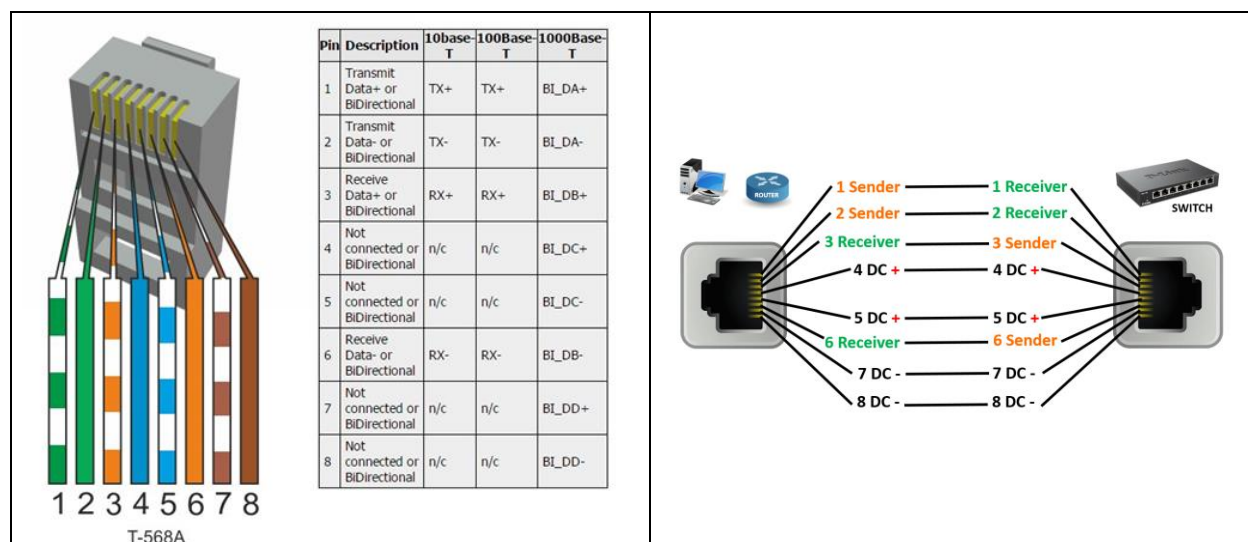 Pin Description 10base-T 100Base-T 1000Base-T
1 Transmit Data+ or BiDirectional TX+ TX+ BI_DA+
2 Transmit Data- or BiDirectional TX- TX- BI_DA-
3 Receive Data+ or BiDirectional RX+ RX+ BI_DB+
4 Not connected or BiDirectional n/c n/c BI_DC+
5 Not connected or BiDirectional n/c n/c BI_DC-
6 Receive Data- or BiDirectional RX- RX- BI_DB-
7 Not connected or BiDirectional n/c n/c BI_DD+
8 Not connected or BiDirectional n/c n/c BI_DD-
1 2 3 4 5 6 7 8
T-568A
ROUTER
D-Link
SWITCH
1 Sender 1 Receiver
2 Sender 2 Receiver
3 Receiver 3 Sender
4 DC + 4 DC +
5 DC + 5 DC +
6 Receiver 6 Sender
7 DC - 7 DC -
8 DC - 8 DC -